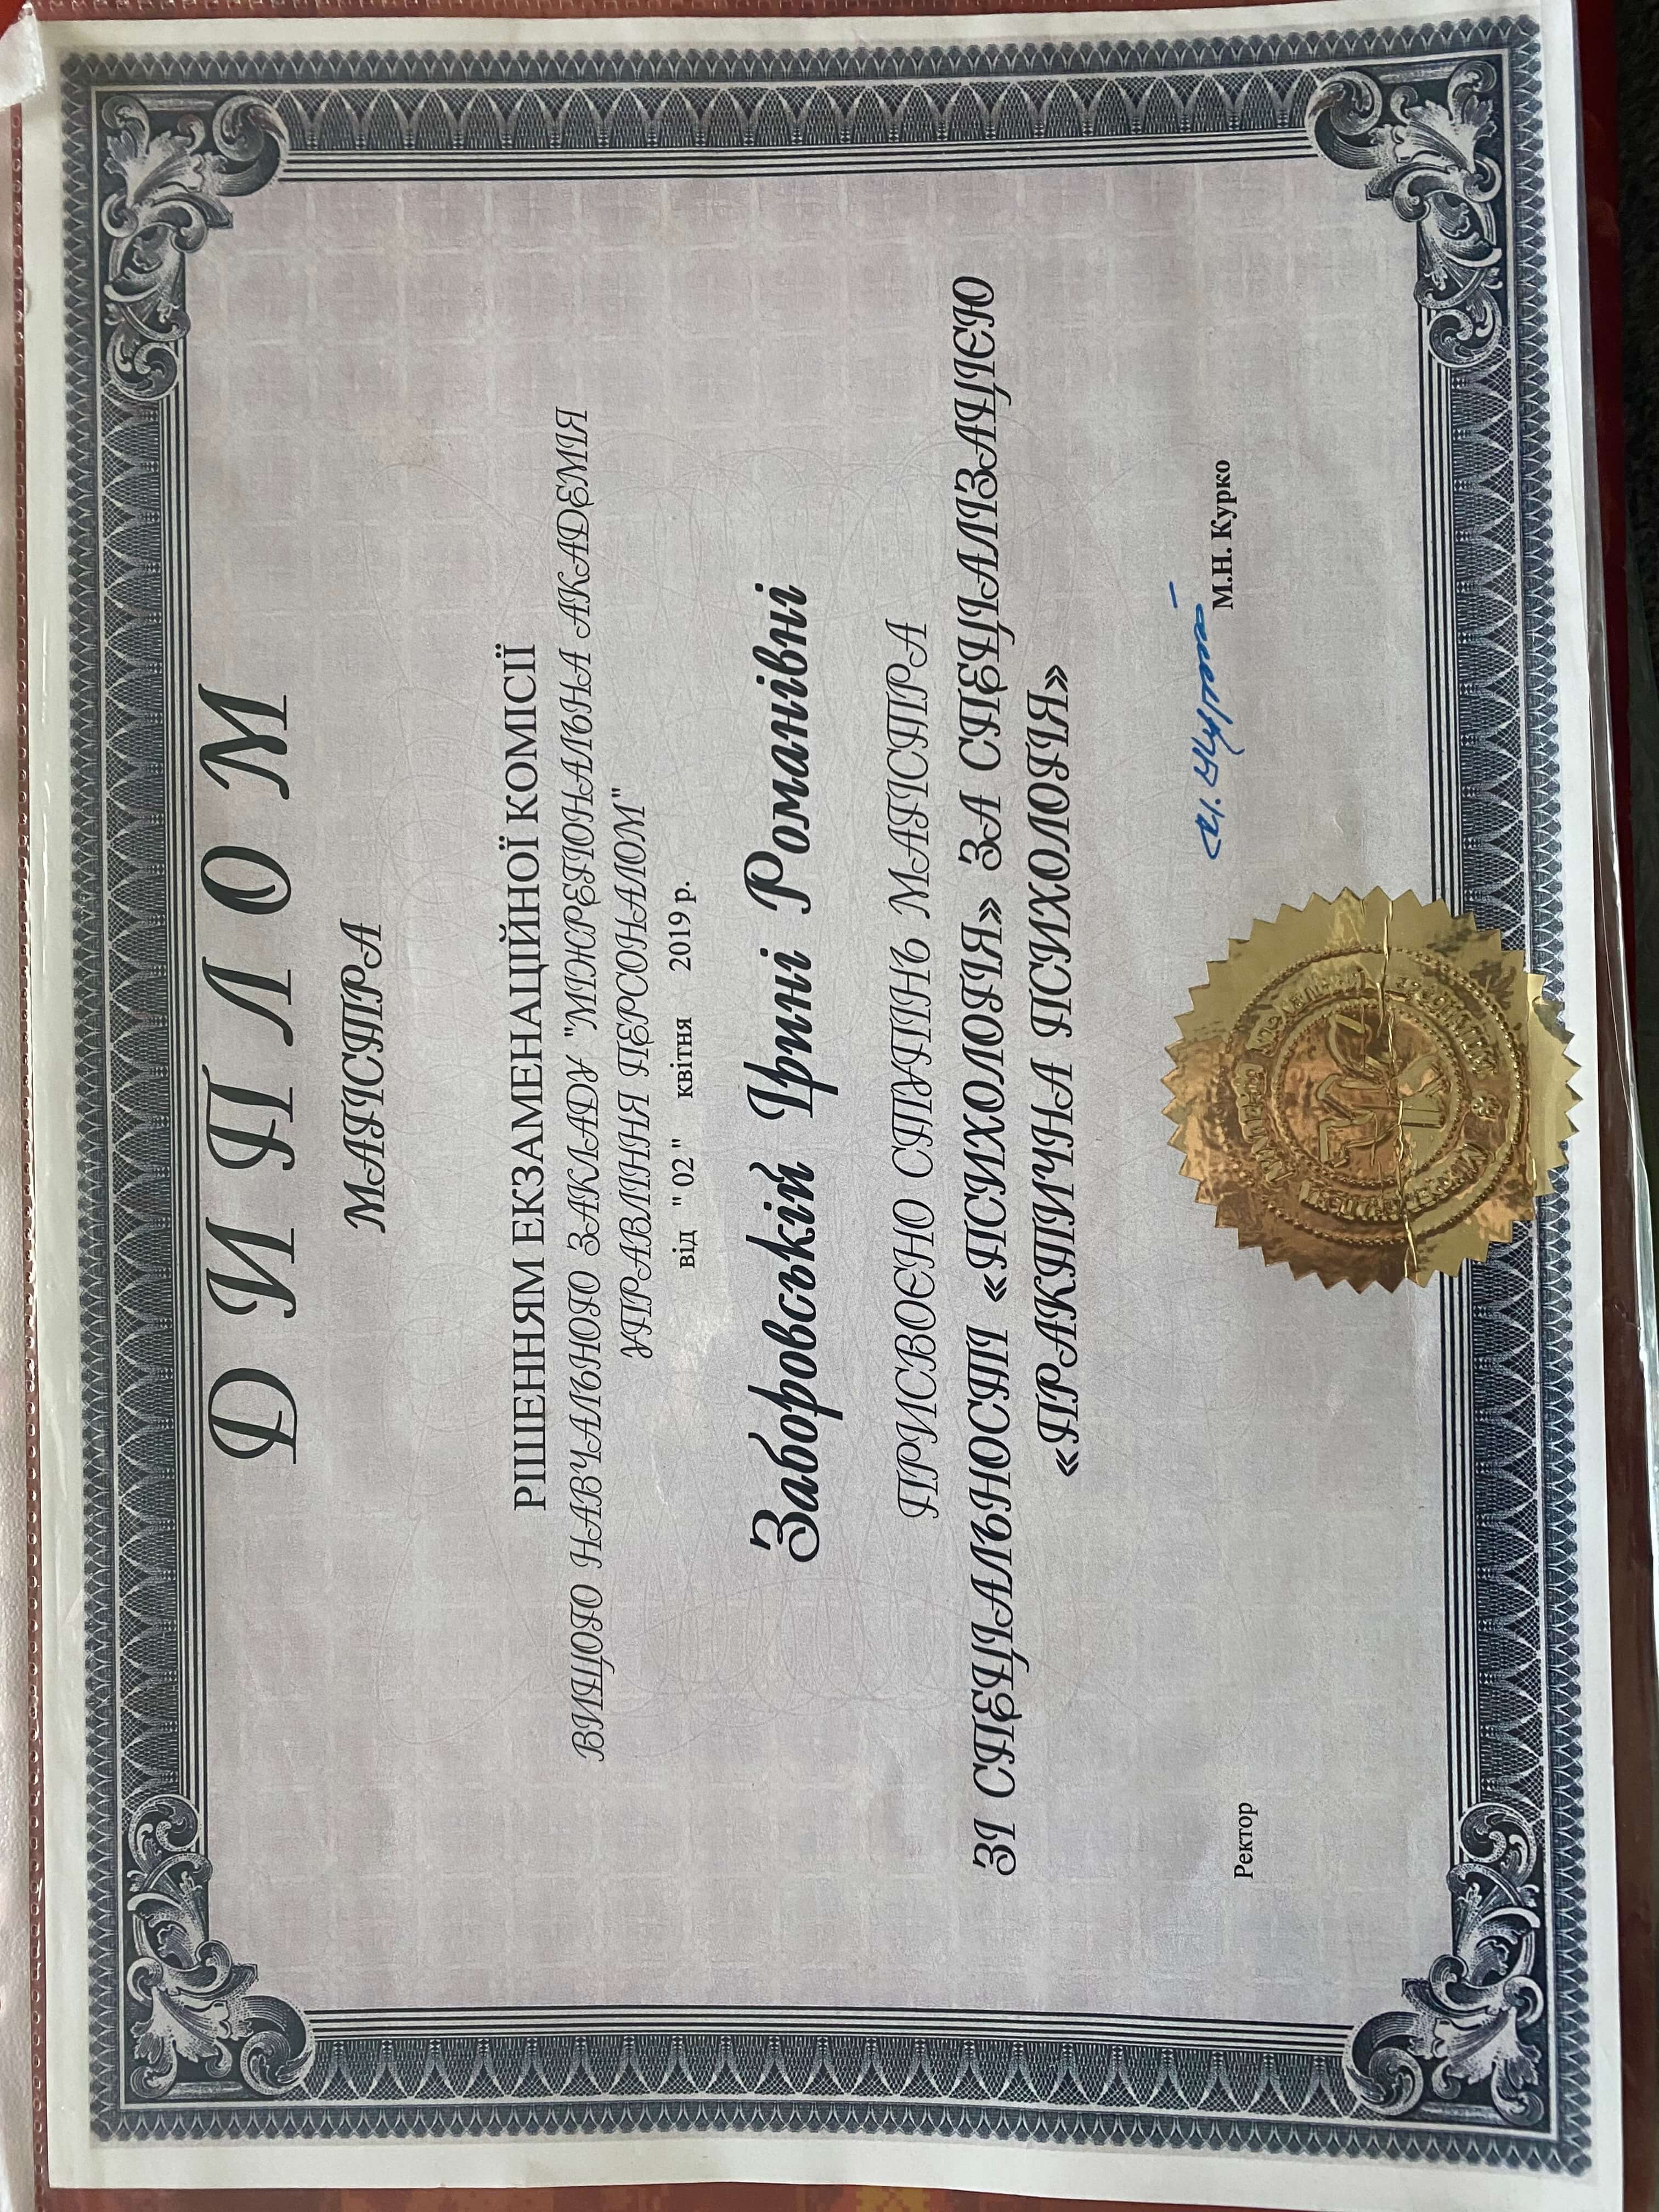 ДИПЛОМ
МАГІСТРА
РІШЕННЯМ ЕКЗАМЕНАЦІЙНОЇ КОМІСІЇ
ВИЩОГО НАВЧАЛЬНОГО ЗАКЛАДУ "МІЖРЕГІОНАЛЬНА АКАДЕМІЯ
УПРАВЛІННЯ ПЕРСОНАЛОМ"
від " 02" квітня 2019 р.
Заборовській Ірині Романівні
ПРИСВОЄНО СТУПІНЬ МАГІСТРА
ЗІ СПЕЦІАЛЬНОСТІ «ПСИХОЛОГІЯ» ЗА СПЕЦІАЛІЗАЦІЄЮ
«ПРАКТИЧНА ПСИХОЛОГІЯ»
Ректор М.Н. Курко